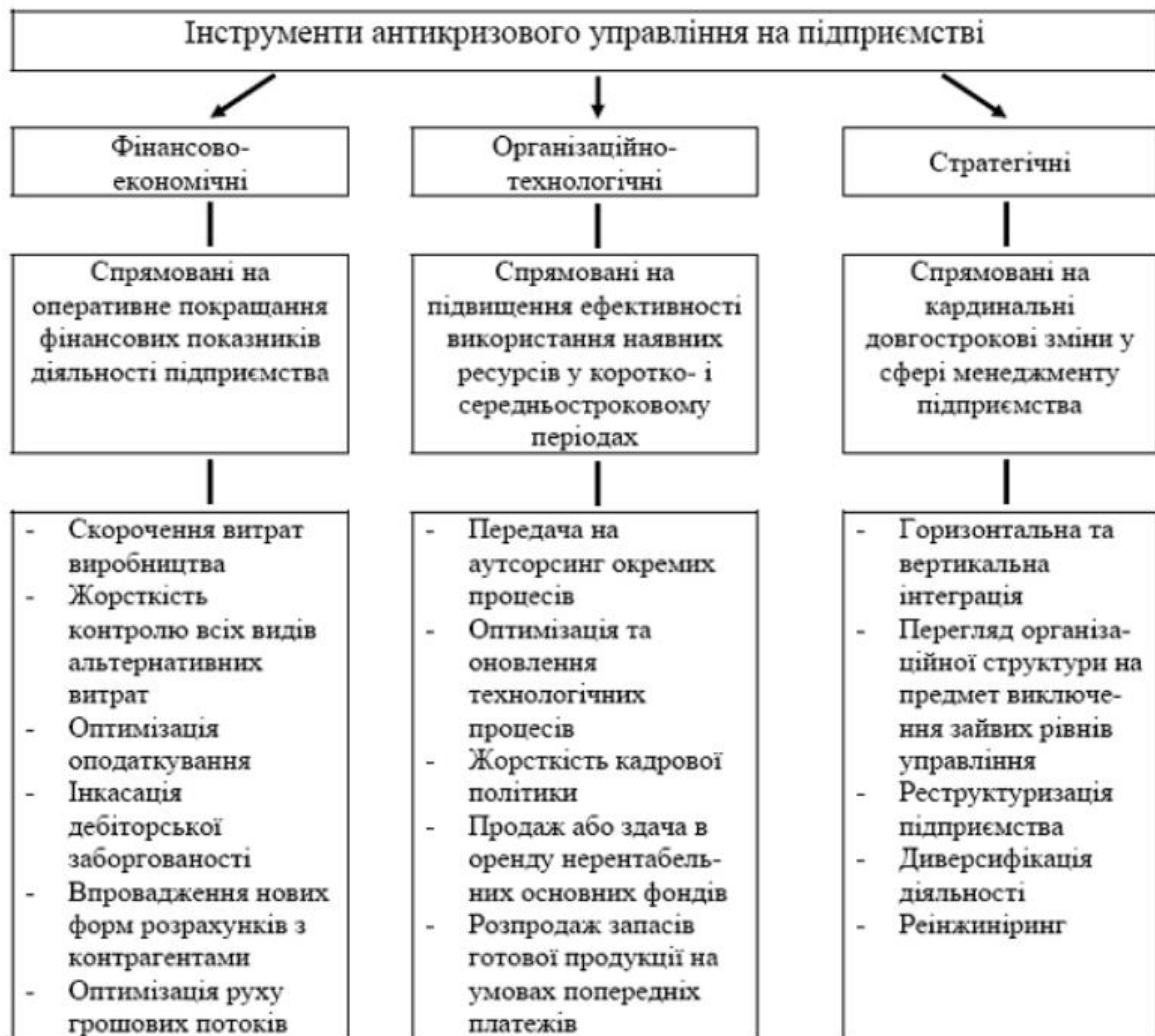 Інструменти антикризового управління на підприємстві
Фінансово-
економічні
Організаційно-
технологічні
Стратегічні
Спрямовані на
оперативне покращання
фінансових показників
діяльності підприємства
Спрямовані на
підвищення ефективності
використання наявних
ресурсів у коротко- і
середньостроковому
періодах
Спрямовані на
кардинальні
довгострокові зміни у
сфері менеджменту
підприємства
- Скорочення витрат
виробництва
- Жорсткість
контролю всіх видів
альтернативних
витрат
- Оптимізація
оподаткування
- Інкасація
дебіторської
заборгованості
- Впровадження нових
форм розрахунків з
контрагентами
- Оптимізація руху
грошових потоків
- Передача на
аутсорсинг окремих
процесів
- Оптимізація та
оновлення
технологічних
процесів
- Жорсткість кадрової
політики
- Продаж або здача в
оренду нерентабель-
них основних фондів
- Розпродаж запасів
готової продукції на
умовах попередніх
платежів
- Горизонтальна та
вертикальна
інтеграція
- Перегляд організа-
ційної структури на
предмет виключе-
ння зайвих рівнів
управління
- Реструктуризація
підприємства
- Диверсифікація
діяльності
- Реінжиніринг